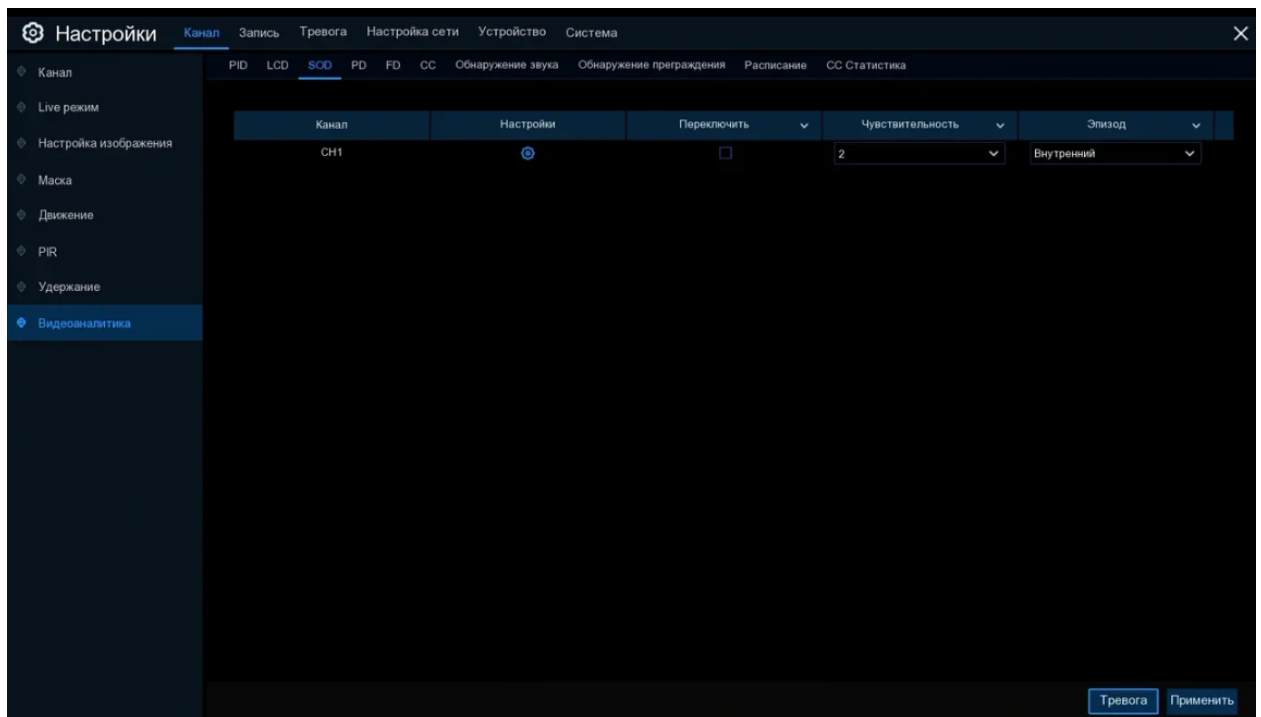 Настройки Канал Запись Тревога Настройка сети Устройство Система
PID LCD SOD PD FD CC Обнаружение звука Обнаружение преграждения Расписание CC Статистика
Канал
Live режим
Настройка изображения
Маска
Движение
PIR
Удержание
Видеоаналитика
Канал Настройки Переключить Чувствительность Эпизод
CH1 2 Внутренний
Тревога Применить